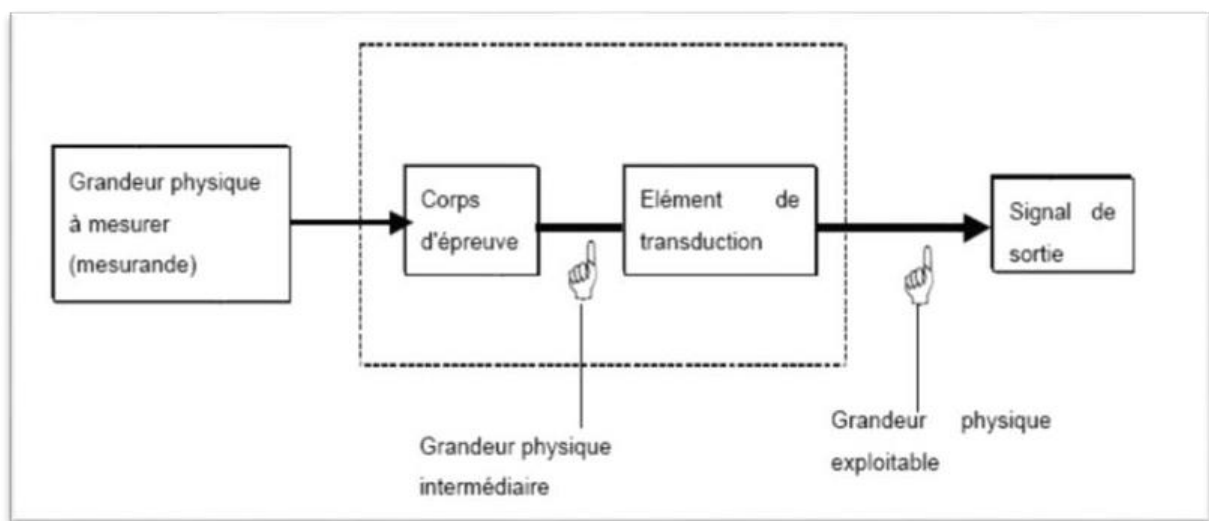 Grandeur physique
à mesurer
(mesurande)
Corps
d'épreuve
Elément de
transduction
Signal de
sortie
Grandeur physique
intermédiaire
Grandeur physique
exploitable